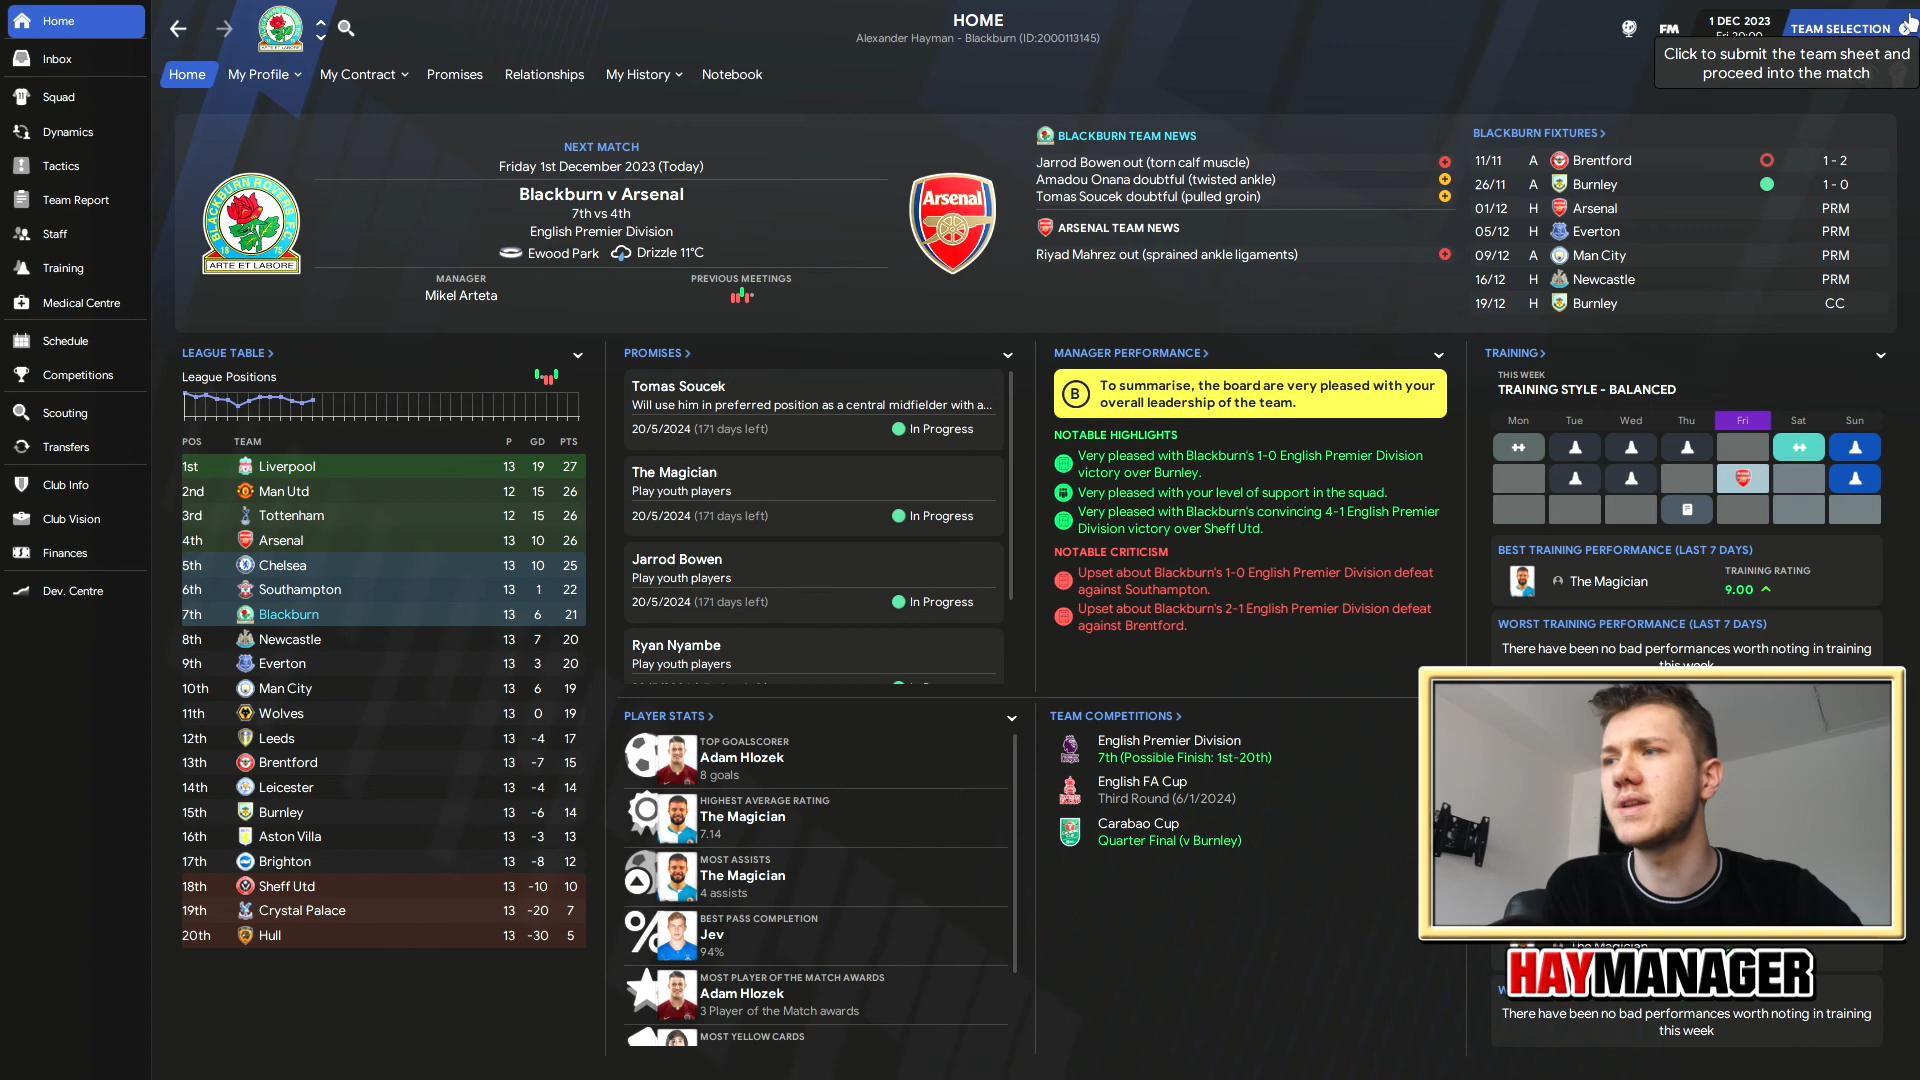 Home
Inbox
Squad
Dynamics
Tactics
Team Report
Staff
Training
Medical Centre
Schedule
Competitions
Scouting
Transfers
Club Info
Club Vision
Finances
Dev. Centre
HOME
Alexander Hayman - Blackburn (ID:2000113145)
FM
1 DEC 2023
Fri 20:00
TEAM SELECTION
Click to submit the team sheet and
proceed into the match
Home
My Profile
My Contract
Promises
Relationships
My History
Notebook
NEXT MATCH
Friday 1st December 2023 (Today)
Blackburn v Arsenal
7th vs 4th
English Premier Division
Ewood Park
Drizzle 11°C
MANAGER
Mikel Arteta
PREVIOUS MEETINGS
BLACKBURN ROVERS F.C.
18 75
ARTE ET LABORE
Arsenal
BLACKBURN TEAM NEWS
Jarrod Bowen out (torn calf muscle)
Amadou Onana doubtful (twisted ankle)
Tomas Soucek doubtful (pulled groin)
ARSENAL TEAM NEWS
Riyad Mahrez out (sprained ankle ligaments)
BLACKBURN FIXTURES
11/11 A Brentford 1 - 2
26/11 A Burnley 1 - 0
01/12 H Arsenal PRM
05/12 H Everton PRM
09/12 A Man City PRM
16/12 H Newcastle PRM
19/12 H Burnley CC
LEAGUE TABLE
League Positions
POS TEAM P GD PTS
1st Liverpool 13 19 27
2nd Man Utd 12 15 26
3rd Tottenham 12 15 26
4th Arsenal 13 10 26
5th Chelsea 13 10 25
6th Southampton 13 1 22
7th Blackburn 13 6 21
8th Newcastle 13 7 20
9th Everton 13 3 20
10th Man City 13 6 19
11th Wolves 13 0 19
12th Leeds 13 -4 17
13th Brentford 13 -7 15
14th Leicester 13 -4 14
15th Burnley 13 -6 14
16th Aston Villa 13 -3 13
17th Brighton 13 -8 12
18th Sheff Utd 13 -10 10
19th Crystal Palace 13 -20 7
20th Hull 13 -30 5
PROMISES
Tomas Soucek
Will use him in preferred position as a central midfielder with a...
20/5/2024 (171 days left) In Progress
The Magician
Play youth players
20/5/2024 (171 days left) In Progress
Jarrod Bowen
Play youth players
20/5/2024 (171 days left) In Progress
Ryan Nyambe
Play youth players
PLAYER STATS
TOP GOALSCORER
Adam Hlozek
8 goals
HIGHEST AVERAGE RATING
The Magician
7.14
MOST ASSISTS
The Magician
4 assists
BEST PASS COMPLETION
Jev
94%
MOST PLAYER OF THE MATCH AWARDS
Adam Hlozek
3 Player of the Match awards
MOST YELLOW CARDS
MANAGER PERFORMANCE
B
To summarise, the board are very pleased with your
overall leadership of the team.
NOTABLE HIGHLIGHTS
Very pleased with Blackburn's 1-0 English Premier Division
victory over Burnley.
Very pleased with your level of support in the squad.
Very pleased with Blackburn's convincing 4-1 English Premier
Division victory over Sheff Utd.
NOTABLE CRITICISM
Upset about Blackburn's 1-0 English Premier Division defeat
against Southampton.
Upset about Blackburn's 2-1 English Premier Division defeat
against Brentford.
TEAM COMPETITIONS
English Premier Division
7th (Possible Finish: 1st-20th)
English FA Cup
Third Round (6/1/2024)
Carabao Cup
Quarter Final (v Burnley)
TRAINING
THIS WEEK
TRAINING STYLE - BALANCED
Mon Tue Wed Thu Fri Sat Sun
BEST TRAINING PERFORMANCE (LAST 7 DAYS)
The Magician
TRAINING RATING
9.00
WORST TRAINING PERFORMANCE (LAST 7 DAYS)
There have been no bad performances worth noting in training
this week
The Magician
HAYMANAGER
There have been no bad performances worth noting in training
this week